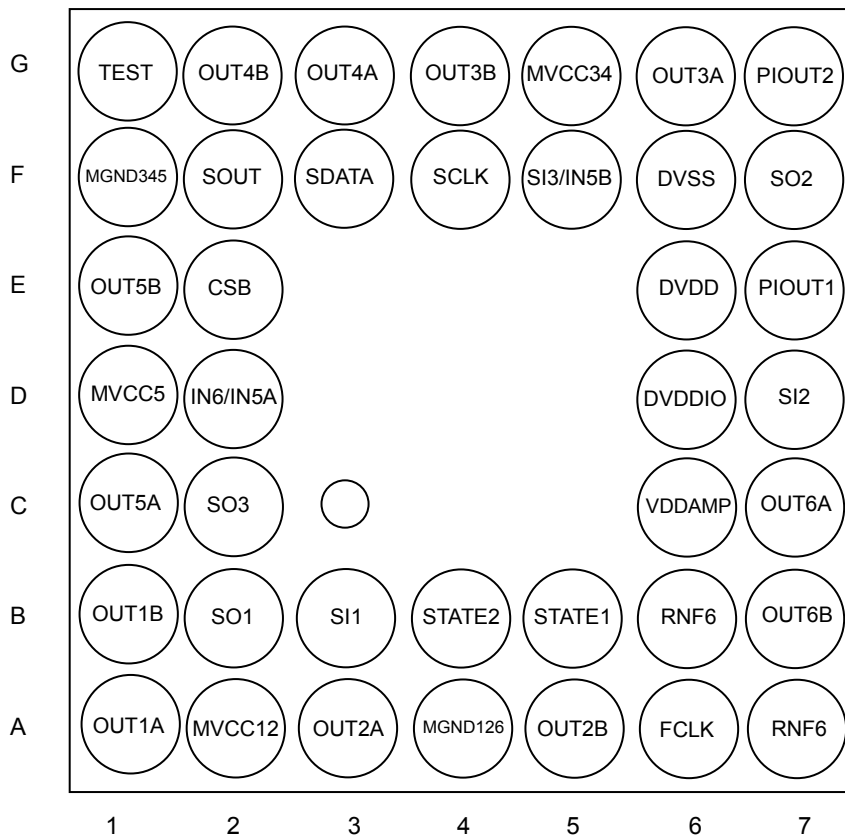 G TEST OUT4B OUT4A OUT3B MVCC34 OUT3A PIOUT2
F MGND345 SOUT SDATA SCLK SI3/IN5B DVSS SO2
E OUT5B CSB DVDD PIOUT1
D MVCC5 IN6/IN5A DVDDIO SI2
C OUT5A SO3 VDDAMP OUT6A
B OUT1B SO1 SI1 STATE2 STATE1 RNF6 OUT6B
A OUT1A MVCC12 OUT2A MGND126 OUT2B FCLK RNF6
1 2 3 4 5 6 7